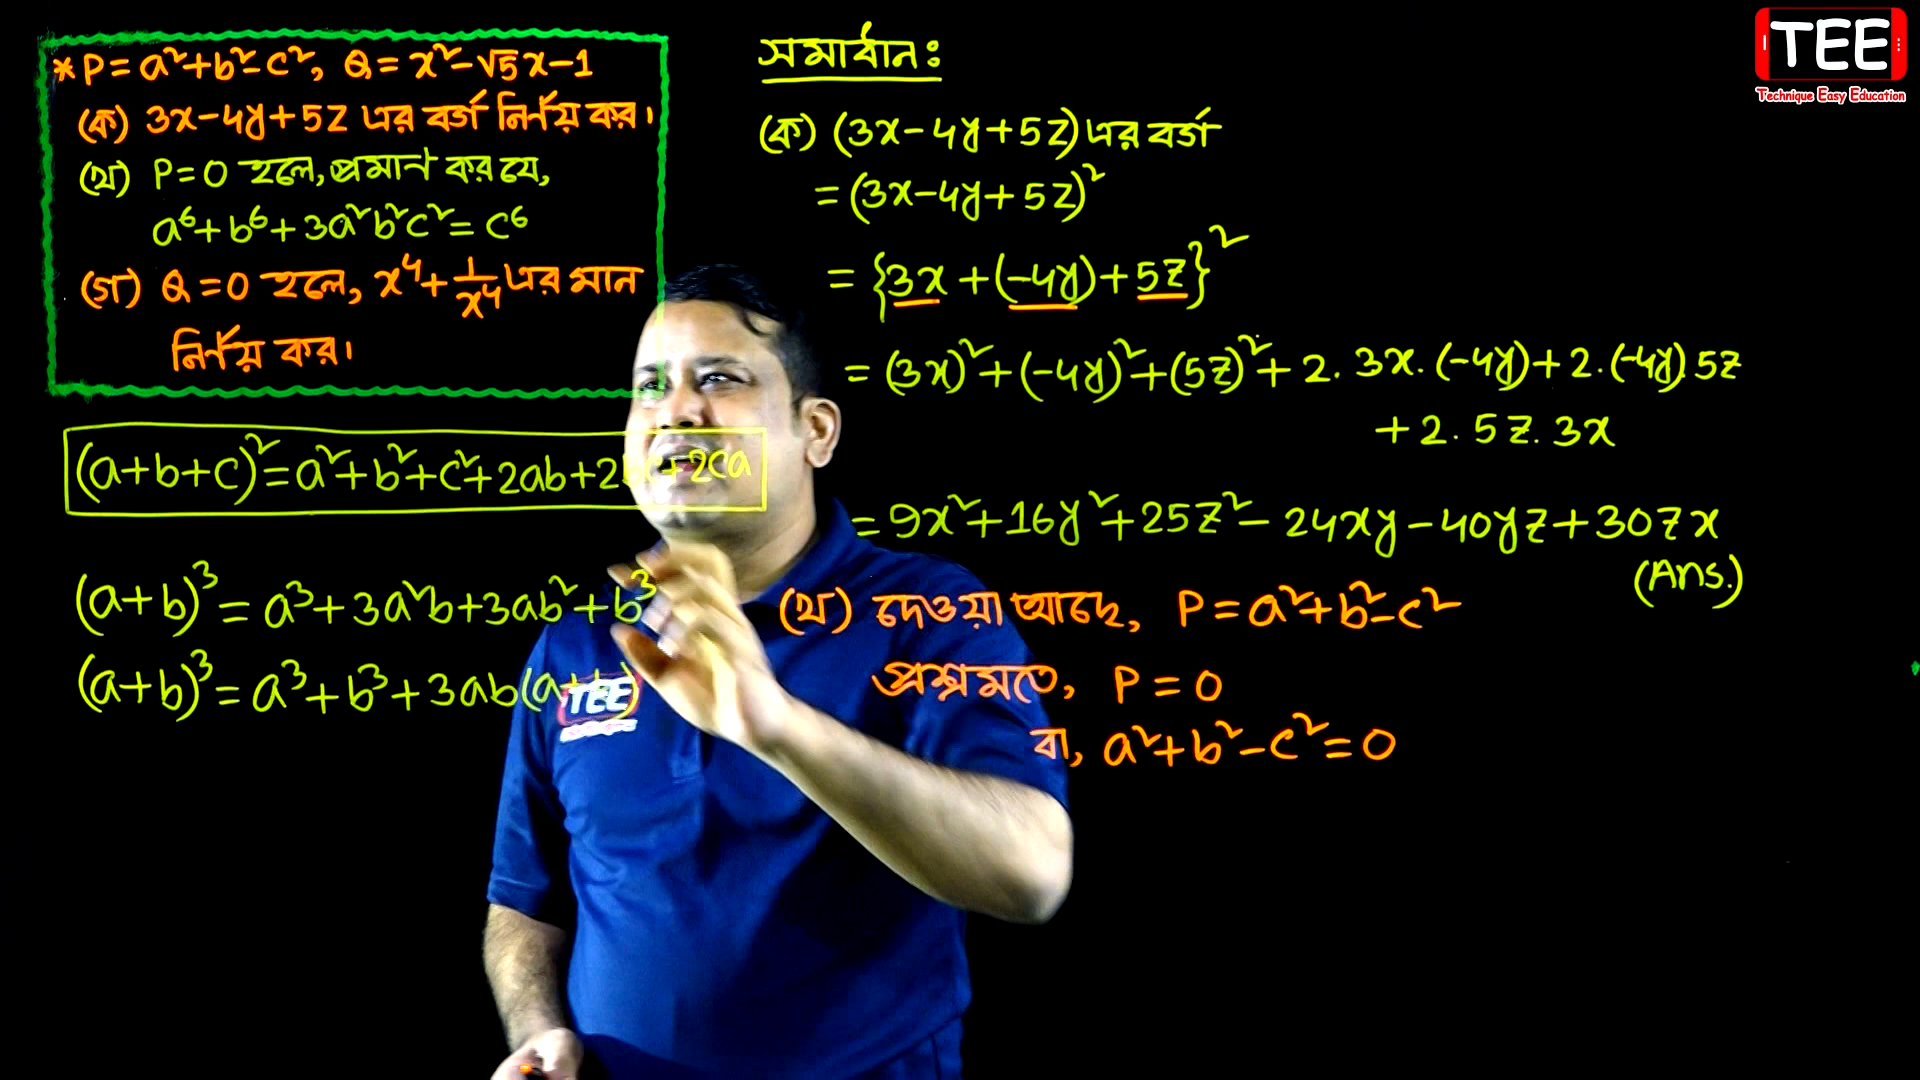 * P = a²+b²-c², Q = x²-√5x-1
(ক) 3x-4y+5z এর বর্গ নির্ণয় কর।
(খ) P=0 হলে, প্রমাণ কর যে,
a⁶+b⁶+3a²b²c²=c⁶
(গ) Q=0 হলে, x⁴+1/x⁴ এর মান
নির্ণয় কর।
(a+b+c)²=a²+b²+c²+2ab+2bc+2ca
(a+b)³=a³+3a²b+3ab²+b³
(a+b)³=a³+b³+3ab(a+b)
সমাধান:
(ক) (3x-4y+5z) এর বর্গ
=(3x-4y+5z)²
= {3x+(-4y)+5z}²
= (3x)²+(-4y)²+(5z)²+2.3x.(-4y)+2.(-4y)5z
+2.5z.3x
=9x²+16y²+25z²-24xy-40yz+30zx
(Ans.)
(খ) দেওয়া আছে, P=a²+b²-c²
প্রশ্নমতে, P=0
বা, a²+b²-c²=0
TEE
Technique Easy Education
TEE